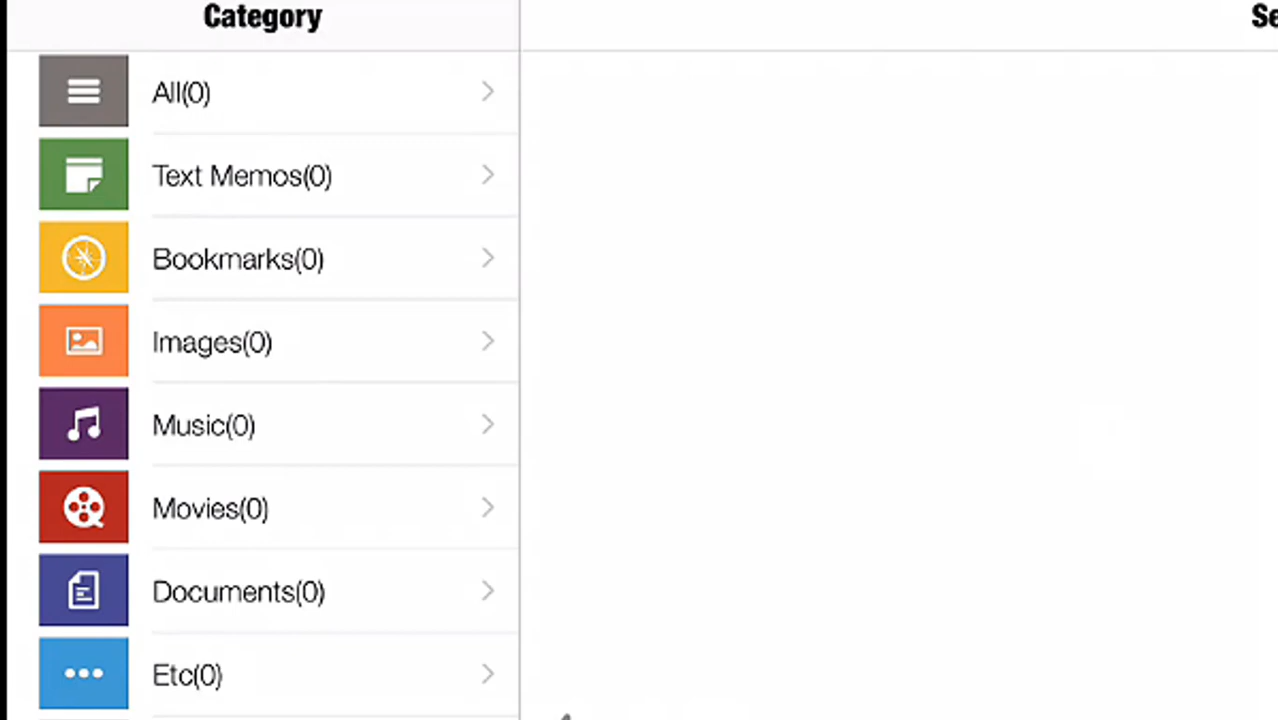 Category
All(0)
Text Memos(0)
Bookmarks(0)
Images(0)
Music(0)
Movies(0)
Documents(0)
Etc(0)